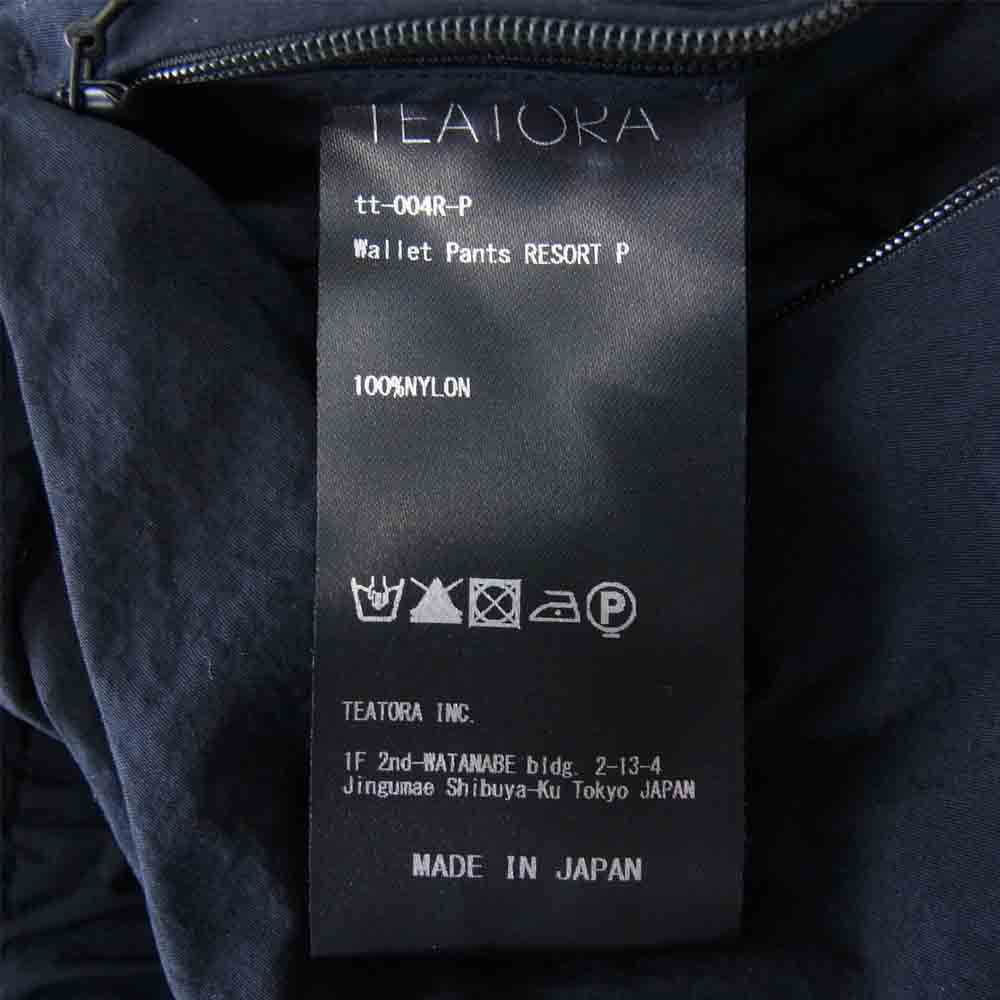 TEATORA
tt-004R-P
Wallet Pants RESORT P
100%NYLON
P
TEATORA INC.
1F 2nd-WATANABE bldg. 2-13-4
Jingumae Shibuya-Ku Tokyo JAPAN
MADE IN JAPAN